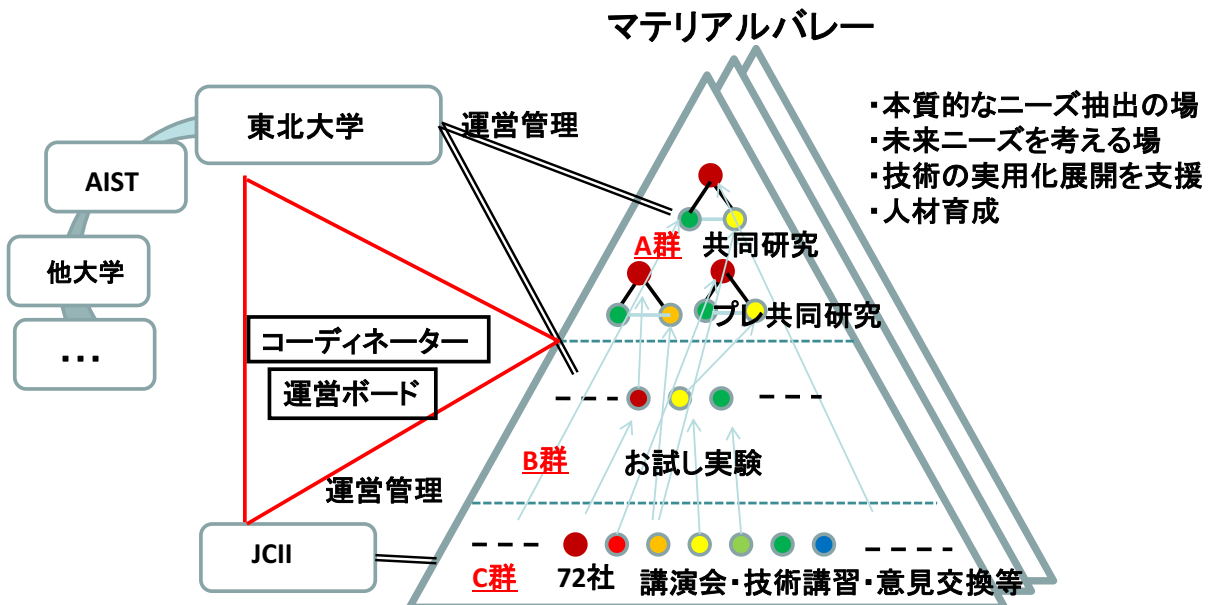 マテリアルバレー
・本質的なニーズ抽出の場
・未来ニーズを考える場
・技術の実用化展開を支援
・人材育成
東北大学
運営管理
AIST
他大学
・・・
A群
共同研究
プレ共同研究
コーディネーター
運営ボード
B群
お試し実験
運営管理
JCII
C群
72社
講演会・技術講習・意見交換等